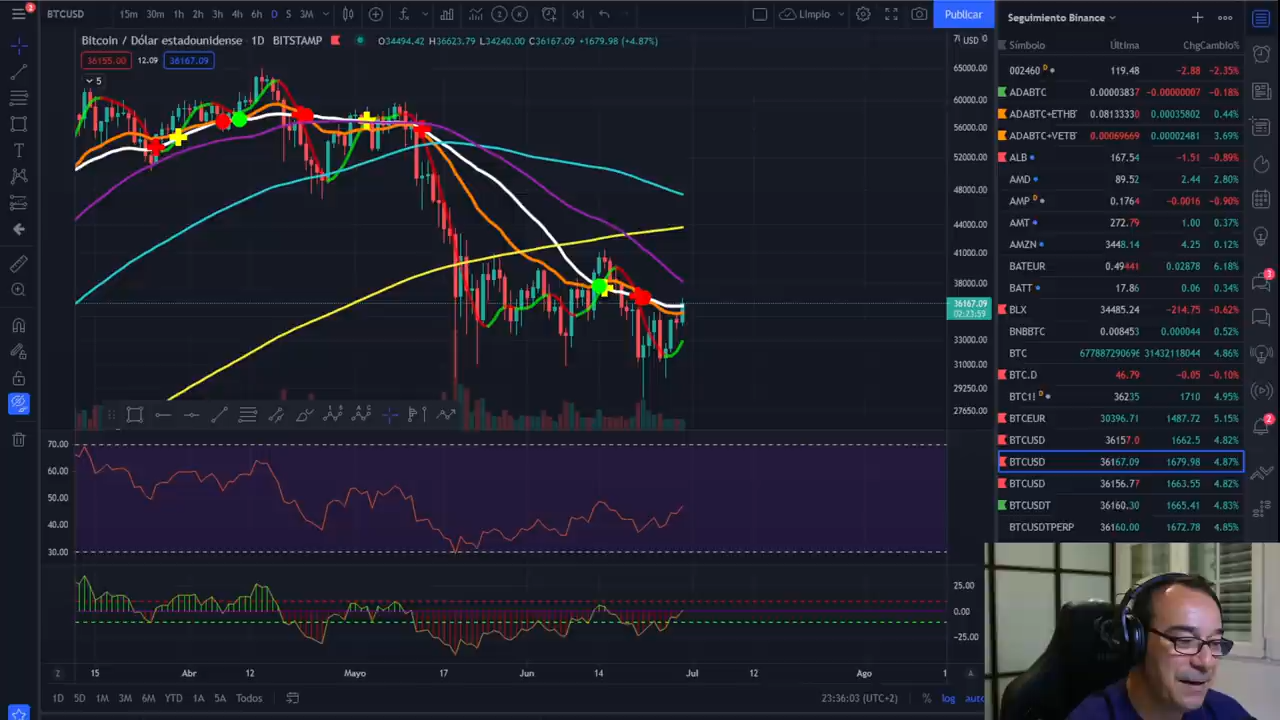 2
BTCUSD
15m 30m 1h 2h 3h 4h 6h D S 3M
Limpio
Publicar
Seguimiento Binance
Bitcoin / Dólar estadounidense · 1D BITSTAMP
O34494.42 H36623.79 L34240.00 C36167.09 +1679.98 (+4.87%)
USD
36155.00 12.09 36167.09
5
65000.00
60000.00
56000.00
52000.00
48000.00
44000.00
41000.00
38000.00
36167.09
02:23:59
33000.00
31000.00
29250.00
27650.00
70.00
60.00
50.00
40.00
30.00
25.00
0.00
-25.00
15 Abr 12 Mayo 17 Jun 14 Jul 12 Ago
1D 5D 1M 3M 6M YTD 1A 5A Todos
23:36:03 (UTC+2)
% log auto
Símbolo Última Chg Cambio%
002460 D 119.48 -2.88 -2.35%
ADABTC 0.00003837 -0.00000007 -0.18%
ADABTC+ETHB 0.0813333 0.00035802 0.44%
ADABTC+VETB 0.00069669 0.00002481 3.69%
ALB 167.54 -1.51 -0.89%
AMD 89.52 2.44 2.80%
AMP D 0.1764 -0.0016 -0.90%
AMT 272.79 1.00 0.37%
AMZN 3448.14 4.25 0.12%
BATEUR 0.49441 0.02878 6.18%
BATT 17.86 0.06 0.34%
BLX 34485.24 -214.75 -0.62%
BNBBTC 0.008453 0.000044 0.52%
BTC 677887290696 31432118044 4.86%
BTC.D 46.79 -0.05 -0.10%
BTC1! D 36235 1710 4.95%
BTCEUR 30396.71 1487.72 5.15%
BTCUSD 36157.0 1662.5 4.82%
BTCUSD 36167.09 1679.98 4.87%
BTCUSD 36156.77 1663.55 4.82%
BTCUSDT 36160.30 1665.41 4.83%
BTCUSDTPERP 36160.00 1672.78 4.85%